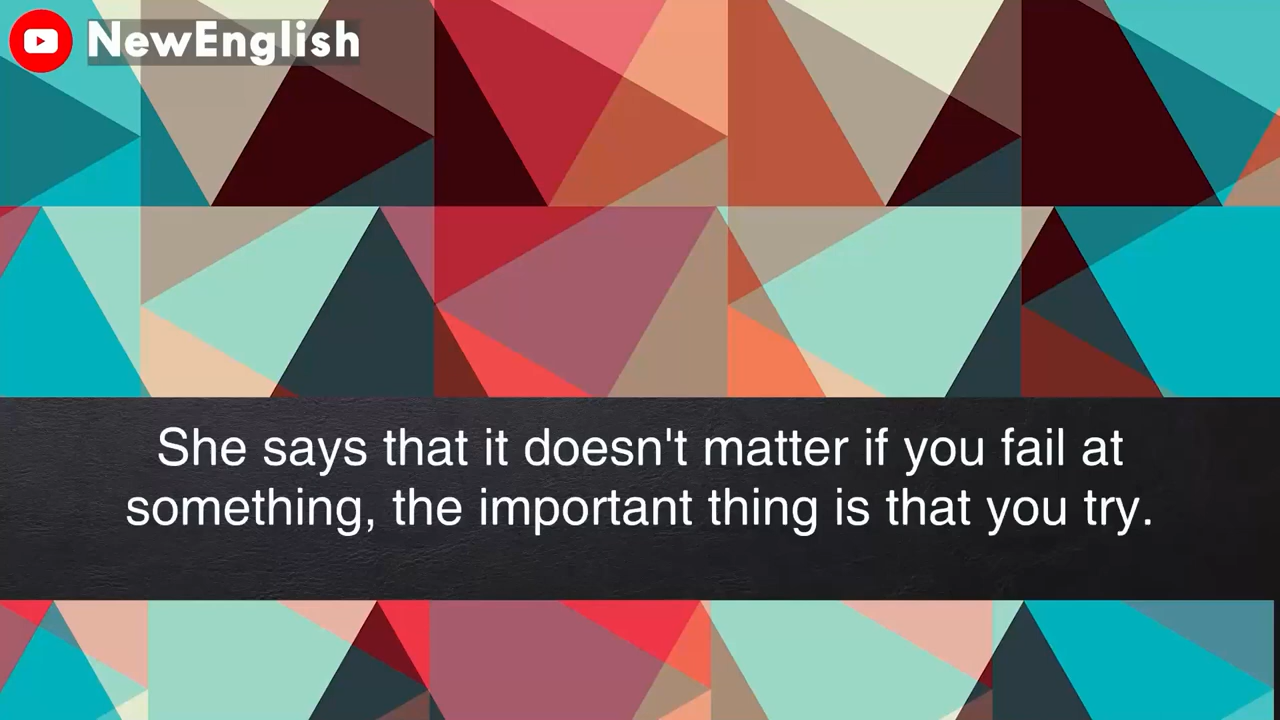 NewEnglish
She says that it doesn't matter if you fail at
something, the important thing is that you try.